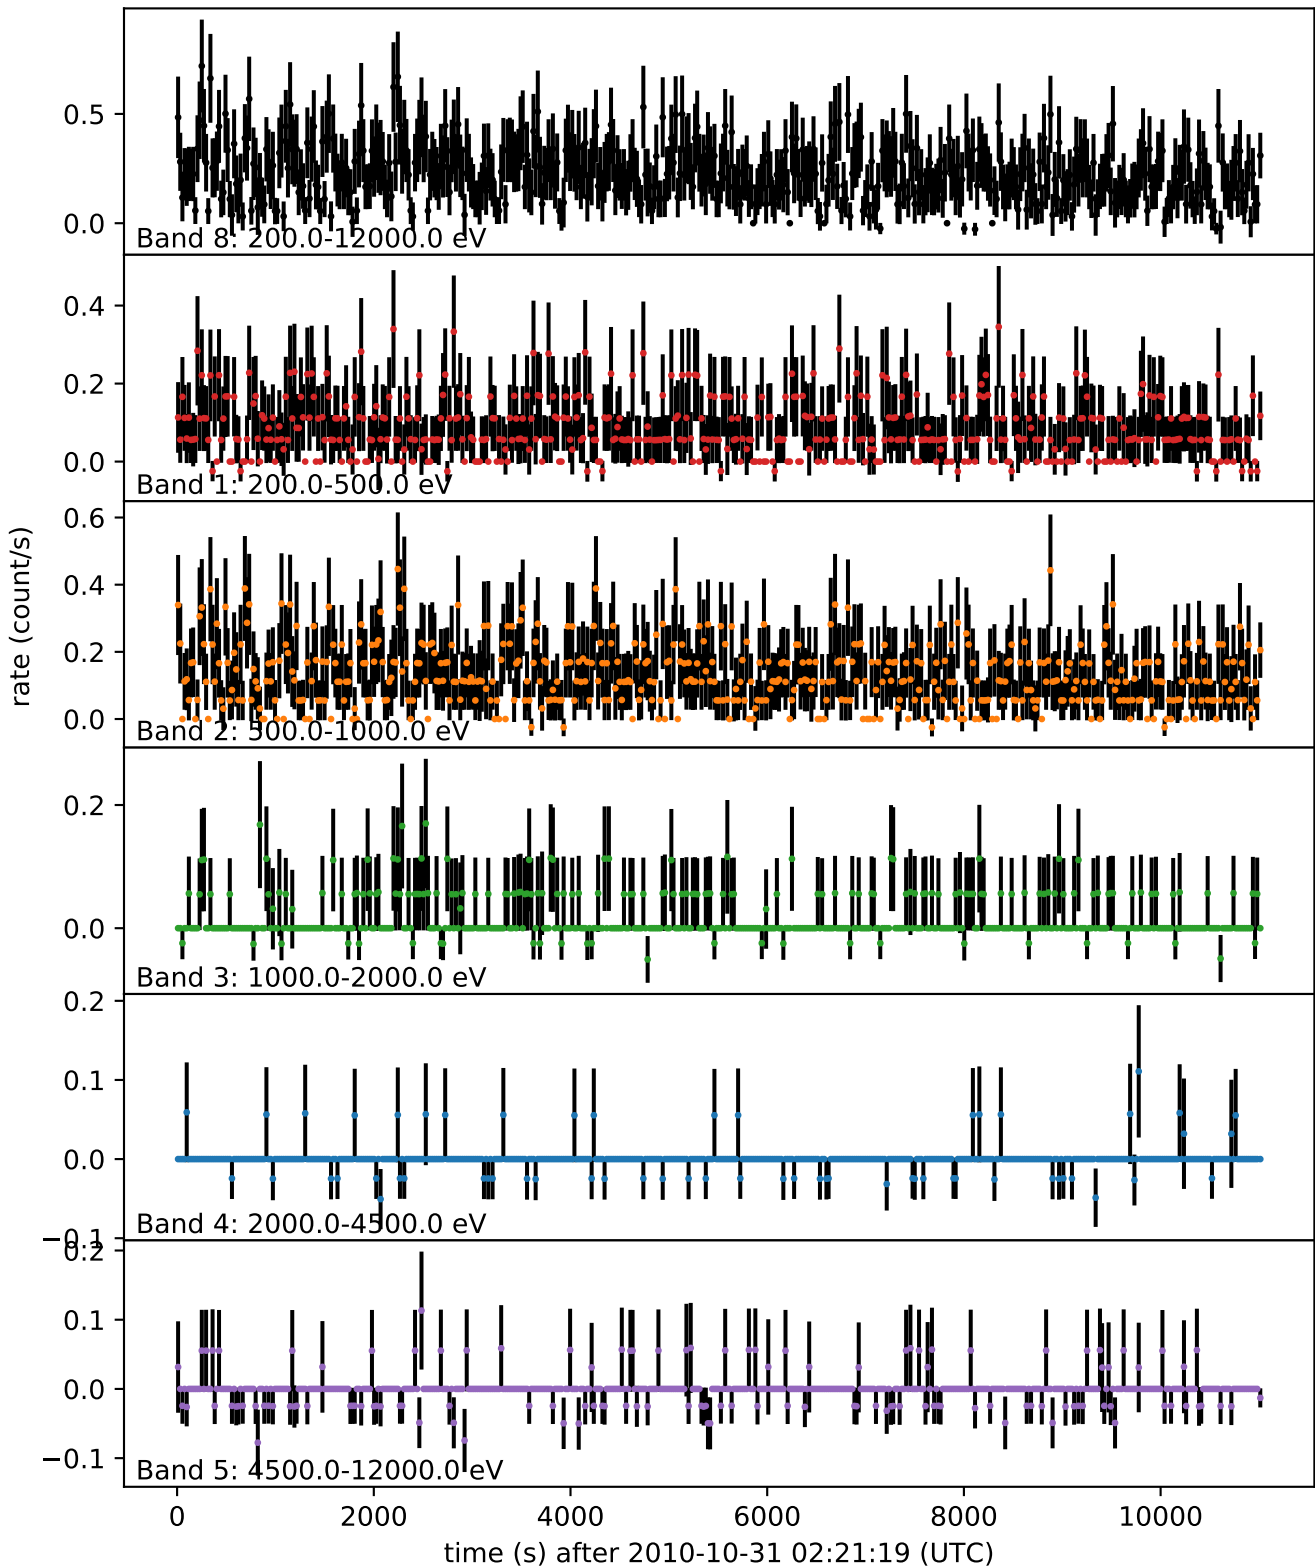 0.5
0.0
Band 8: 200.0-12000.0 eV
0.4
0.2
0.0
Band 1: 200.0-500.0 eV
0.6
0.4
0.2
0.0
Band 2: 500.0-1000.0 eV
rate (count/s)
0.2
0.0
Band 3: 1000.0-2000.0 eV
0.2
0.1
0.0
−0.1
Band 4: 2000.0-4500.0 eV
0.2
0.1
0.0
−0.1
Band 5: 4500.0-12000.0 eV
0 2000 4000 6000 8000 10000
time (s) after 2010-10-31 02:21:19 (UTC)